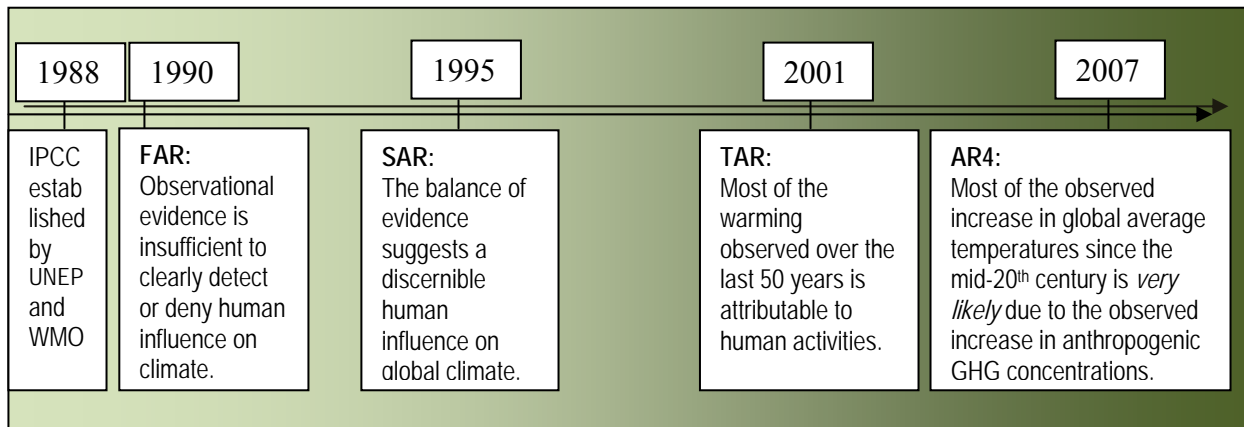 1988
1990
1995
2001
2007
IPCC
estab
lished
by
UNEP
and
WMO
FAR:
Observational
evidence is
insufficient to
clearly detect
or deny human
influence on
climate.
SAR:
The balance of
evidence
suggests a
discernible
human
influence on
global climate.
TAR:
Most of the
warming
observed over the
last 50 years is
attributable to
human activities.
AR4:
Most of the observed
increase in global average
temperatures since the
mid-20th century is very
likely due to the observed
increase in anthropogenic
GHG concentrations.